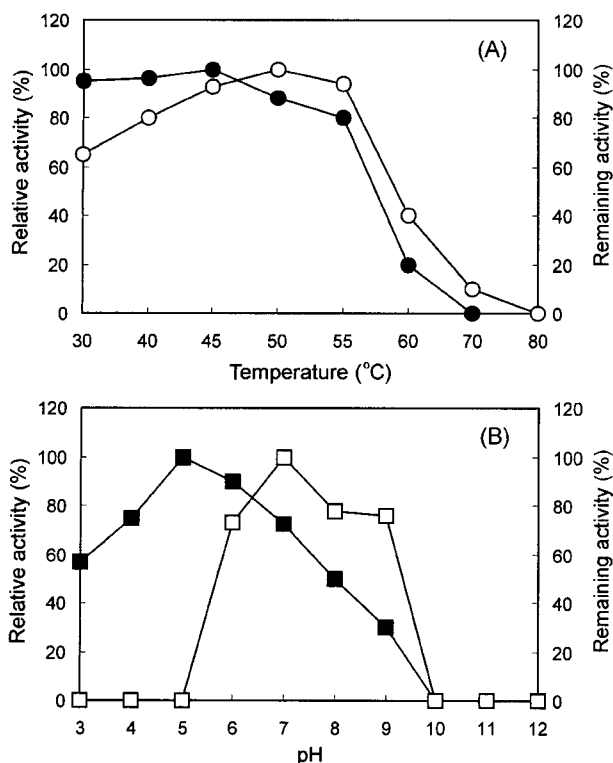 (A)
Relative activity (%)
120
100
80
60
40
20
0
Remaining activity (%)
120
100
80
60
40
20
0
30 40 45 50 55 60 70 80
Temperature (°C)
(B)
Relative activity (%)
120
100
80
60
40
20
0
Remaining activity (%)
120
100
80
60
40
20
0
3 4 5 6 7 8 9 10 11 12
pH